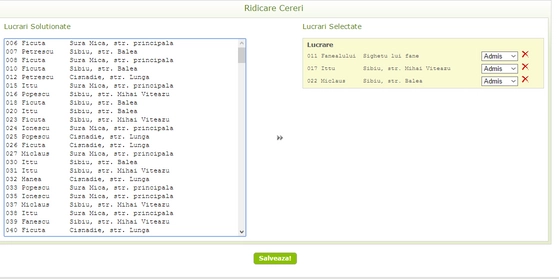 Ridicare Cereri
Lucrari Solutionate
006 Ficuta Sura Mica, str. principala
007 Petrescu Sibiu, str. Balea
008 Ficuta Sura Mica, str. principala
010 Ficuta Sibiu, str. Balea
012 Petrescu Cisnadie, str. Lunga
015 Ittu Sura Mica, str. principala
016 Popescu Sibiu, str. Mihai Viteazu
018 Ficuta Sibiu, str. Balea
020 Ittu Sibiu, str. Balea
023 Ficuta Sibiu, str. Mihai Viteazu
024 Ionescu Sura Mica, str. principala
025 Popescu Cisnadie, str. Lunga
026 Ficuta Cisnadie, str. Lunga
027 Miclaus Sura Mica, str. principala
030 Ittu Sibiu, str. Balea
031 Ittu Sibiu, str. Mihai Viteazu
032 Hanea Cisnadie, str. Lunga
033 Popescu Sura Mica, str. principala
035 Ionescu Sura Mica, str. principala
037 Miclaus Sibiu, str. Mihai Viteazu
038 Ittu Sura Mica, str. principala
039 Fanescu Sibiu, str. Mihai Viteazu
040 Ficuta Cisnadie, str. Lunga
»
Lucrari Selectate
Lucrare
011 Fanealului Sighetu lui fane Admis
017 Ittu Sibiu, str. Mihai Viteazu Admis
022 Miclaus Sibiu, str. Balea Admis
Salveaza!